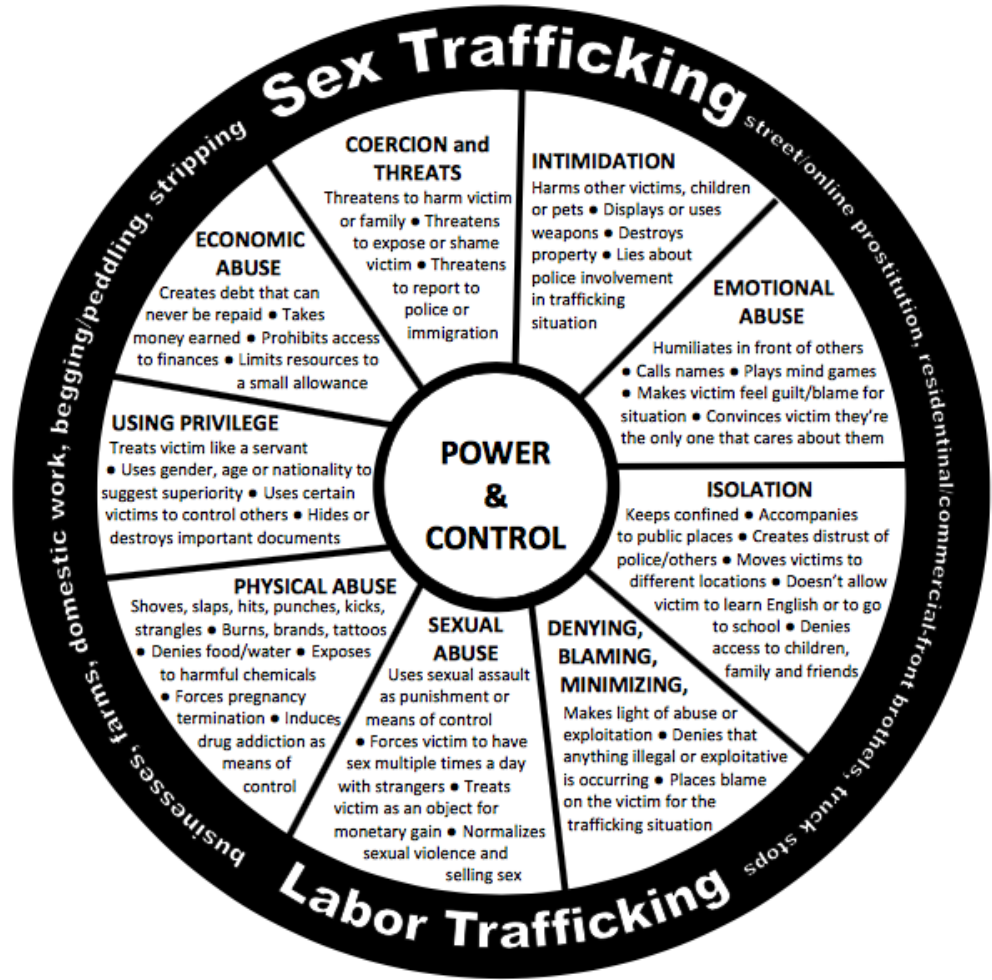 Sex Trafficking
street/online prostitution, residentinal/commercial-front brothels, truck stops
Labor Trafficking
businesses, farms, domestic work, begging/peddling, stripping
POWER
&
CONTROL
COERCION and
THREATS
Threatens to harm victim
or family ● Threatens
to expose or shame
victim ● Threatens
to report to
police or
immigration
INTIMIDATION
Harms other victims, children
or pets ● Displays or uses
weapons ● Destroys
property ● Lies about
police involvement
in trafficking
situation
EMOTIONAL
ABUSE
Humiliates in front of others
● Calls names ● Plays mind games
● Makes victim feel guilt/blame for
situation ● Convinces victim they're
the only one that cares about them
ISOLATION
Keeps confined ● Accompanies
to public places ● Creates distrust of
police/others ● Moves victims to
different locations ● Doesn't allow
victim to learn English or to go
to school ● Denies
access to children,
family and friends
DENYING,
BLAMING,
MINIMIZING,
Makes light of abuse or
exploitation ● Denies that
anything illegal or exploitative
is occurring ● Places blame
on the victim for the
trafficking situation
SEXUAL
ABUSE
Uses sexual assault
as punishment or
means of control
● Forces victim to have
sex multiple times a day
with strangers ● Treats
victim as an object for
monetary gain ● Normalizes
sexual violence and
selling sex
PHYSICAL ABUSE
Shoves, slaps, hits, punches, kicks,
strangles ● Burns, brands, tattoos
● Denies food/water ● Exposes
to harmful chemicals
● Forces pregnancy
termination ● Induces
drug addiction as
means of
control
USING PRIVILEGE
Treats victim like a servant
● Uses gender, age or nationality to
suggest superiority ● Uses certain
victims to control others ● Hides or
destroys important documents
ECONOMIC
ABUSE
Creates debt that can
never be repaid ● Takes
money earned ● Prohibits access
to finances ● Limits resources to
a small allowance